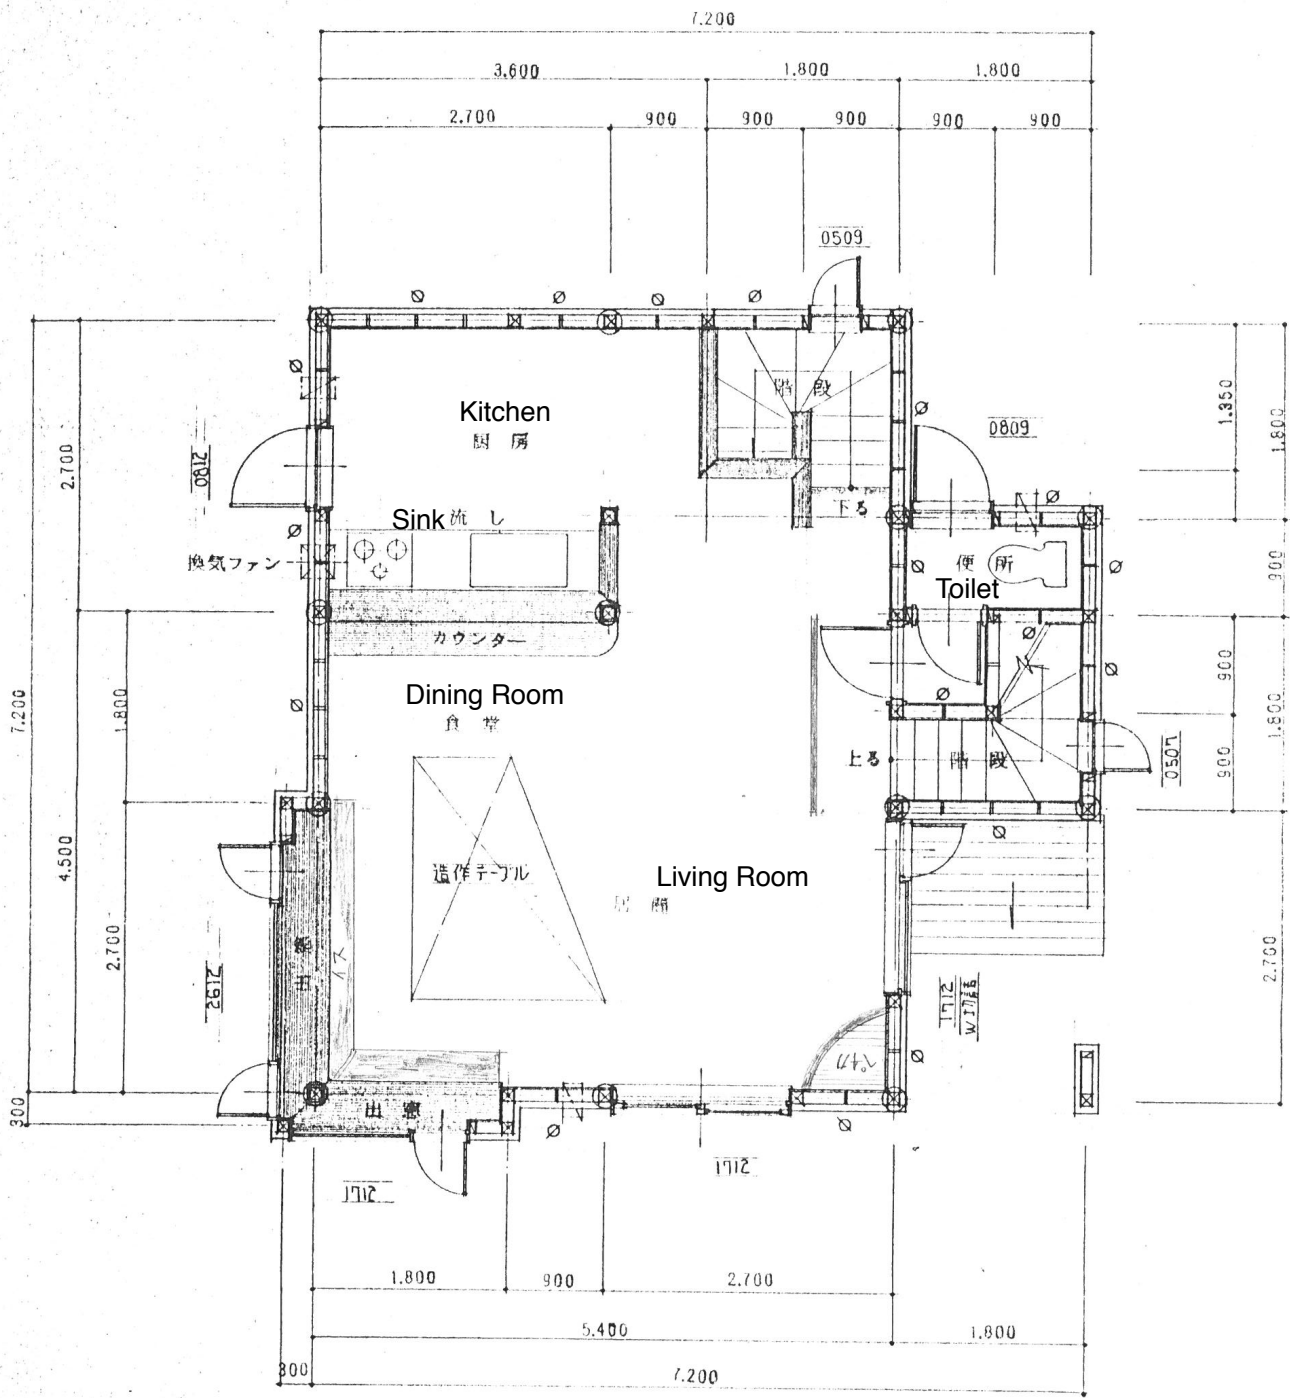 7.200
3.600
1.800
1.800
2.700
900
900
900
900
900
0509
階段
Kitchen
厨房
0809
1.350
1.800
2.700
0812
下る
Sink
流し
換気ファン
便所
Toilet
900
カウンター
Dining Room
食堂
7.200
1.800
900
1.800
上る
階段
0507
900
4.500
造作テーブル
Living Room
居間
2.700
2612
出窓
イス
1712
2.700
ペチカ
300
出窓
1712
1712
1.800
900
2.700
5.400
1.800
300
7.200